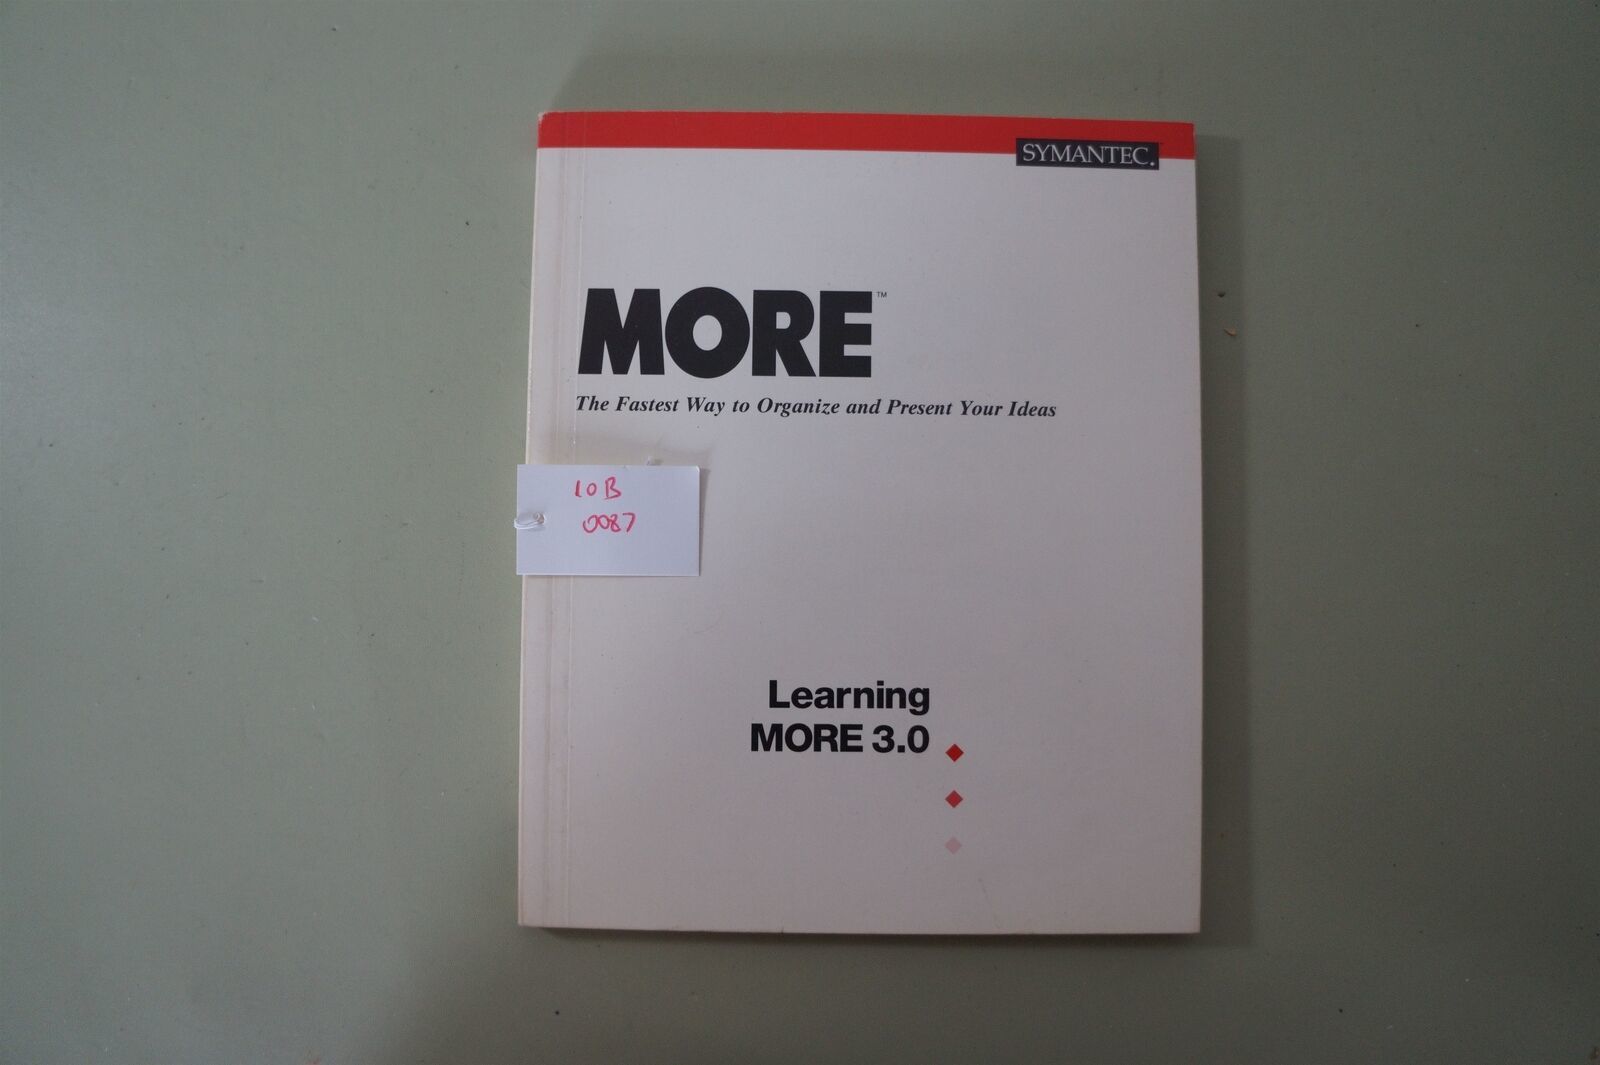 SYMANTEC.
MORE™
The Fastest Way to Organize and Present Your Ideas
10B
0087
Learning
MORE 3.0